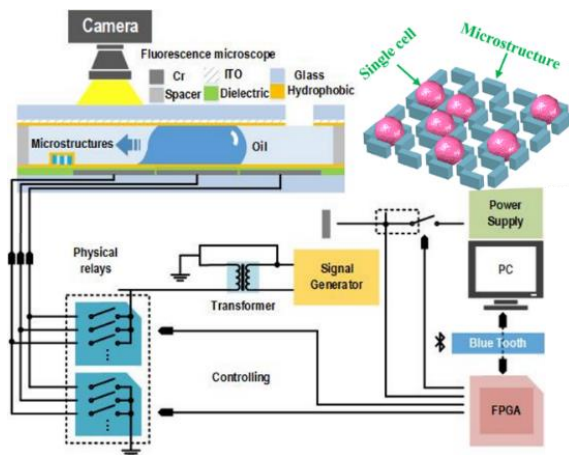 Camera
Fluorescence microscope
Cr
ITO
Glass
Spacer
Dielectric
Hydrophobic
Microstructures
Oil
Single cell
Microstructure
Physical
relays
Transformer
Signal
Generator
Power
Supply
PC
Blue Tooth
Controlling
FPGA